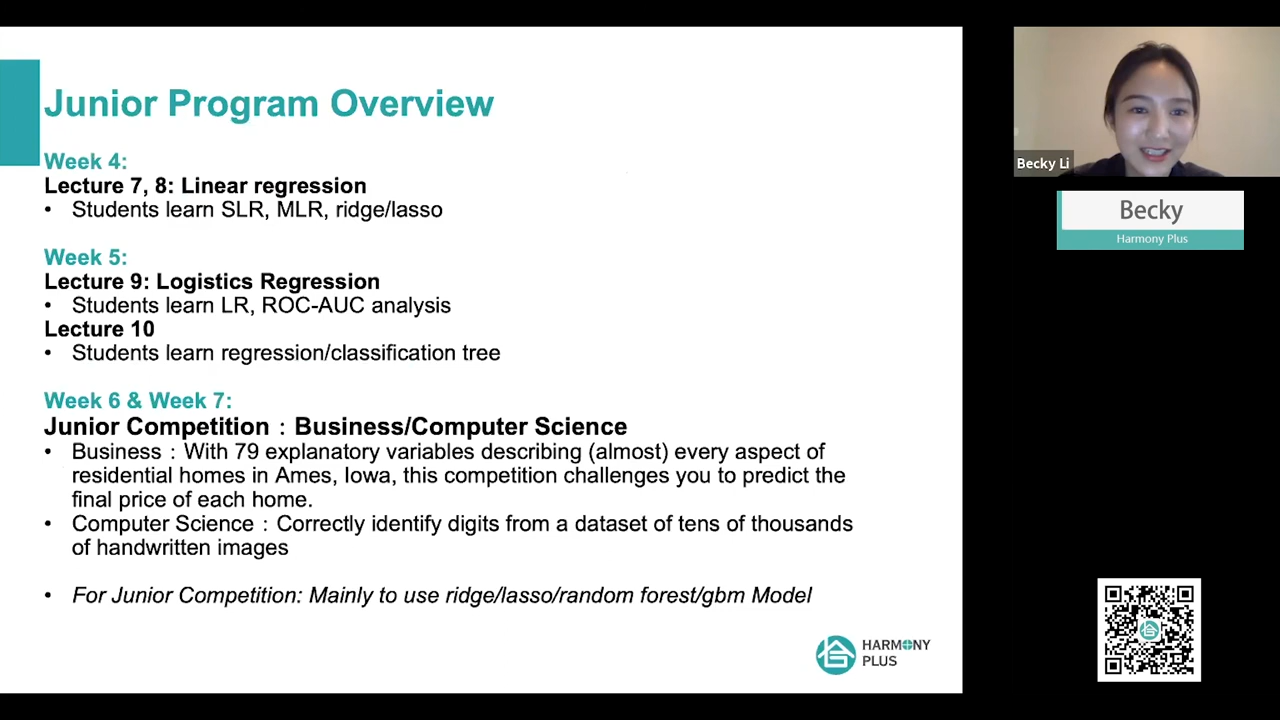 Junior Program Overview
Week 4:
Lecture 7, 8: Linear regression
• Students learn SLR, MLR, ridge/lasso
Week 5:
Lecture 9: Logistics Regression
• Students learn LR, ROC-AUC analysis
Lecture 10
• Students learn regression/classification tree
Week 6 & Week 7:
Junior Competition：Business/Computer Science
• Business：With 79 explanatory variables describing (almost) every aspect of
residential homes in Ames, Iowa, this competition challenges you to predict the
final price of each home.
• Computer Science：Correctly identify digits from a dataset of tens of thousands
of handwritten images
• For Junior Competition: Mainly to use ridge/lasso/random forest/gbm Model
HARMONY
PLUS
Becky Li
Becky
Harmony Plus